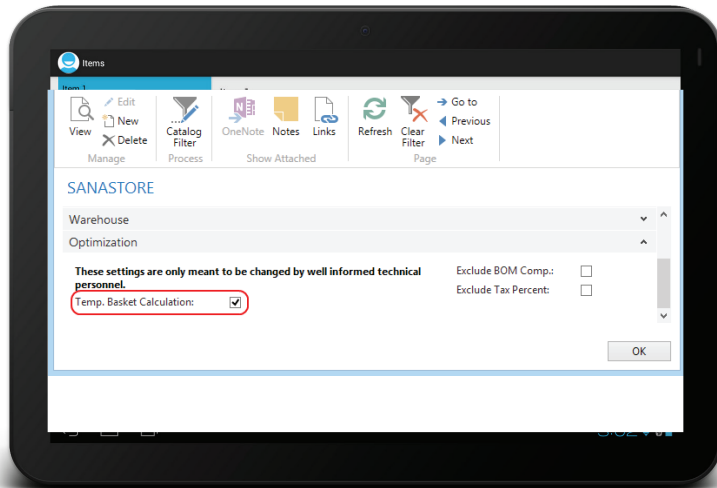 Items
Item 1
Edit
New
Delete
View
Catalog Filter
OneNote
Notes
Links
Refresh
Clear Filter
Go to
Previous
Next
Manage
Process
Show Attached
Page
SANASTORE
Warehouse
Optimization
These settings are only meant to be changed by well informed technical
personnel.
Temp. Basket Calculation:
Exclude BOM Comp.:
Exclude Tax Percent:
OK